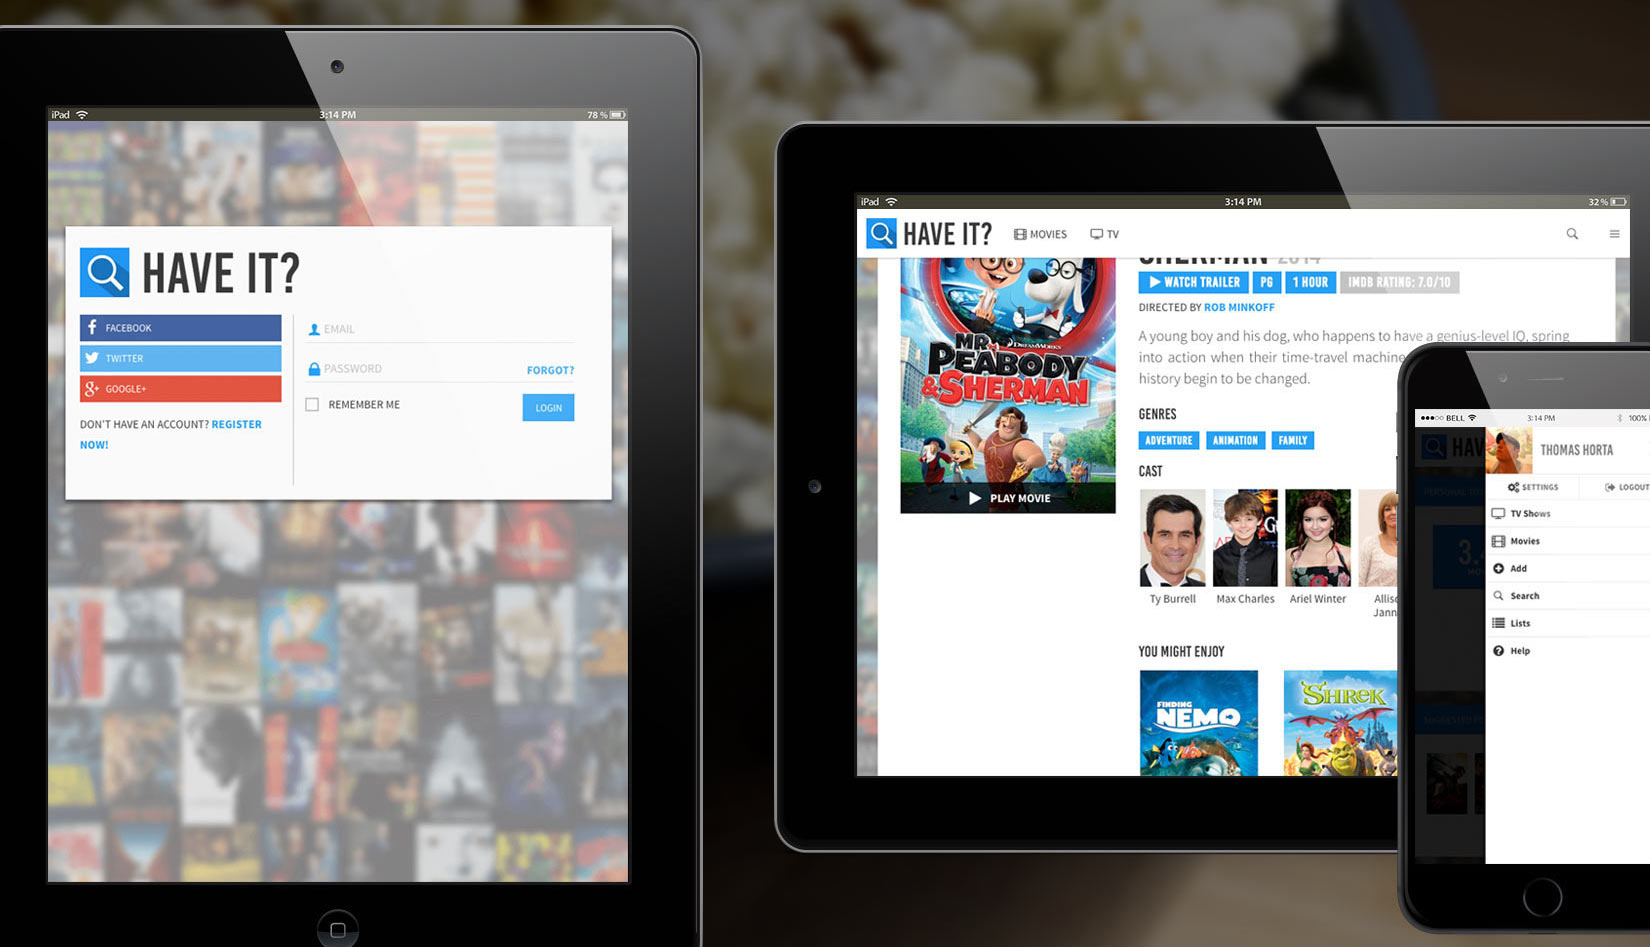 iPad 3:14 PM 78 %
HAVE IT?
FACEBOOK
TWITTER
g+ GOOGLE+
DON'T HAVE AN ACCOUNT? REGISTER
NOW!
EMAIL
PASSWORD FORGOT?
REMEMBER ME LOGIN
iPad 3:14 PM 32 %
HAVE IT? MOVIES TV
SHERMAN 2014
WATCH TRAILER PG 1 HOUR IMDB RATING: 7.0/10
DIRECTED BY ROB MINKOFF
A young boy and his dog, who happens to have a genius-level IQ, spring
into action when their time-travel machine
history begin to be changed.
GENRES
ADVENTURE ANIMATION FAMILY
CAST
Ty Burrell Max Charles Ariel Winter Allis
Jann
YOU MIGHT ENJOY
FINDING
NEMO
SHREK
DREAMWORKS
MR.
PEABODY
& SHERMAN
PLAY MOVIE
BELL 3:14 PM 100%
HAV
THOMAS HORTA
SETTINGS LOGOUT
TV Shows
Movies
Add
Search
Lists
Help